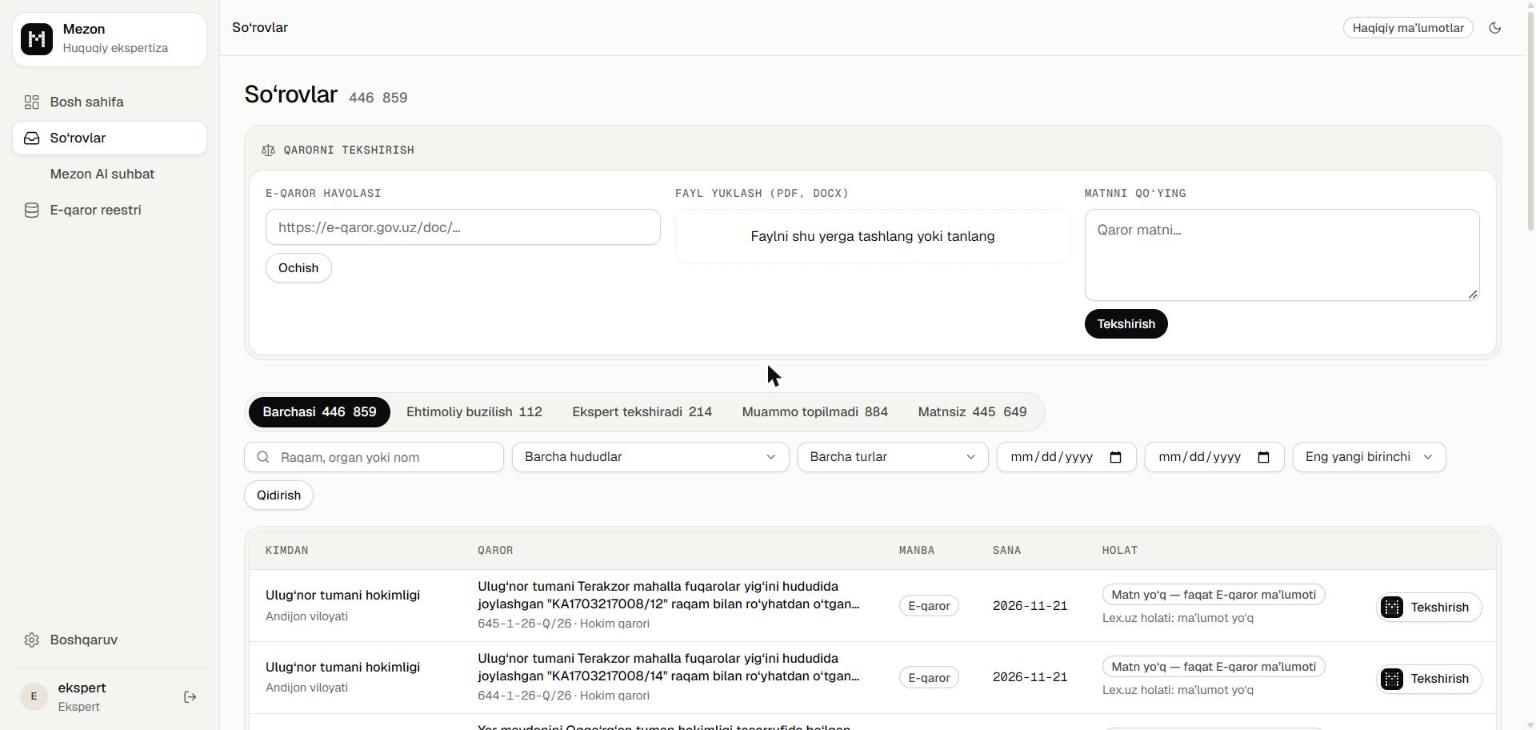 Mezon
Huquqiy ekspertiza
Bosh sahifa
So‘rovlar
Mezon AI suhbat
E-qaror reestri
Boshqaruv
E
ekspert
Ekspert
So‘rovlar
Haqiqiy ma’lumotlar
So‘rovlar 446 859
QARORNI TEKSHIRISH
E-QAROR HAVOLASI
https://e-qaror.gov.uz/doc/...
Ochish
FAYL YUKLASH (PDF, DOCX)
Faylni shu yerga tashlang yoki tanlang
MATNNI QO‘YING
Qaror matni...
Tekshirish
Barchasi 446 859 Ehtimoliy buzilish 112 Ekspert tekshiradi 214 Muammo topilmadi 884 Matnsiz 445 649
Raqam, organ yoki nom Barcha hududlar Barcha turlar mm/dd/yyyy mm/dd/yyyy Eng yangi birinchi
Qidirish
KIMDAN QAROR MANBA SANA HOLAT
Ulug‘nor tumani hokimligi
Andijon viloyati
Ulug‘nor tumani Terakzor mahalla fuqarolar yig‘ini hududida
joylashgan "KA1703217008/12" raqam bilan ro‘yhatdan o‘tgan...
645-1-26-Q/26 · Hokim qarori
E-qaror
2026-11-21
Matn yo‘q — faqat E-qaror ma’lumoti
Lex.uz holati: ma’lumot yo‘q
Tekshirish
Ulug‘nor tumani hokimligi
Andijon viloyati
Ulug‘nor tumani Terakzor mahalla fuqarolar yig‘ini hududida
joylashgan "KA1703217008/14" raqam bilan ro‘yhatdan o‘tgan...
644-1-26-Q/26 · Hokim qarori
E-qaror
2026-11-21
Matn yo‘q — faqat E-qaror ma’lumoti
Lex.uz holati: ma’lumot yo‘q
Tekshirish